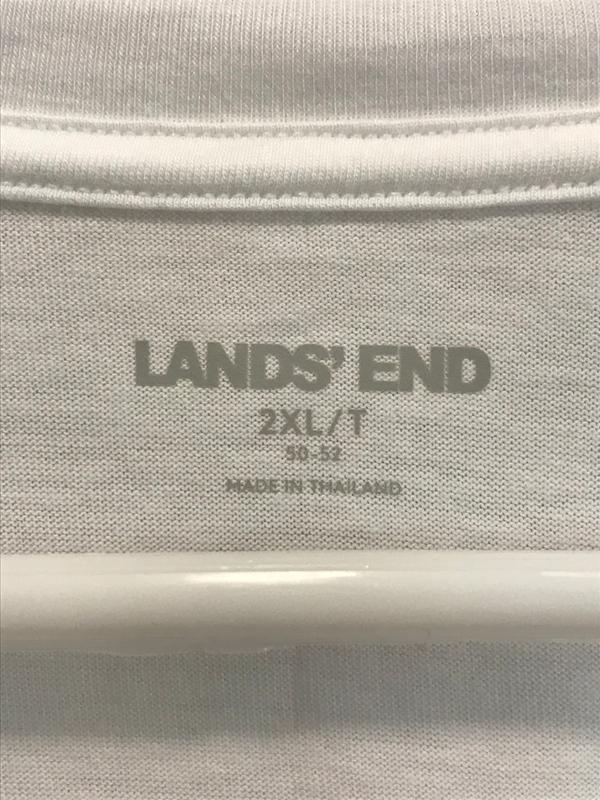 LANDS' END
2XL/T
50-52
MADE IN THAILAND